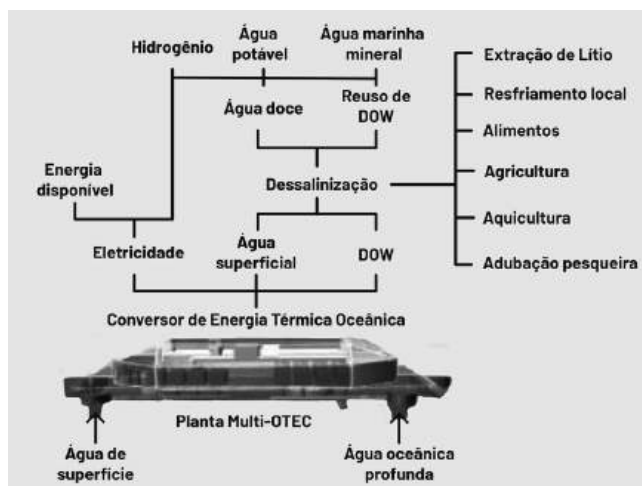 Hidrogênio
Água
potável
Água marinha
mineral
Extração de Lítio
Resfriamento local
Alimentos
Agricultura
Aquicultura
Adubação pesqueira
Água doce
Reuso de
DOW
Energia
disponível
Dessalinização
Eletricidade
Água
superficial
DOW
Conversor de Energia Térmica Oceânica
Planta Multi-OTEC
Água de
superfície
Água oceânica
profunda